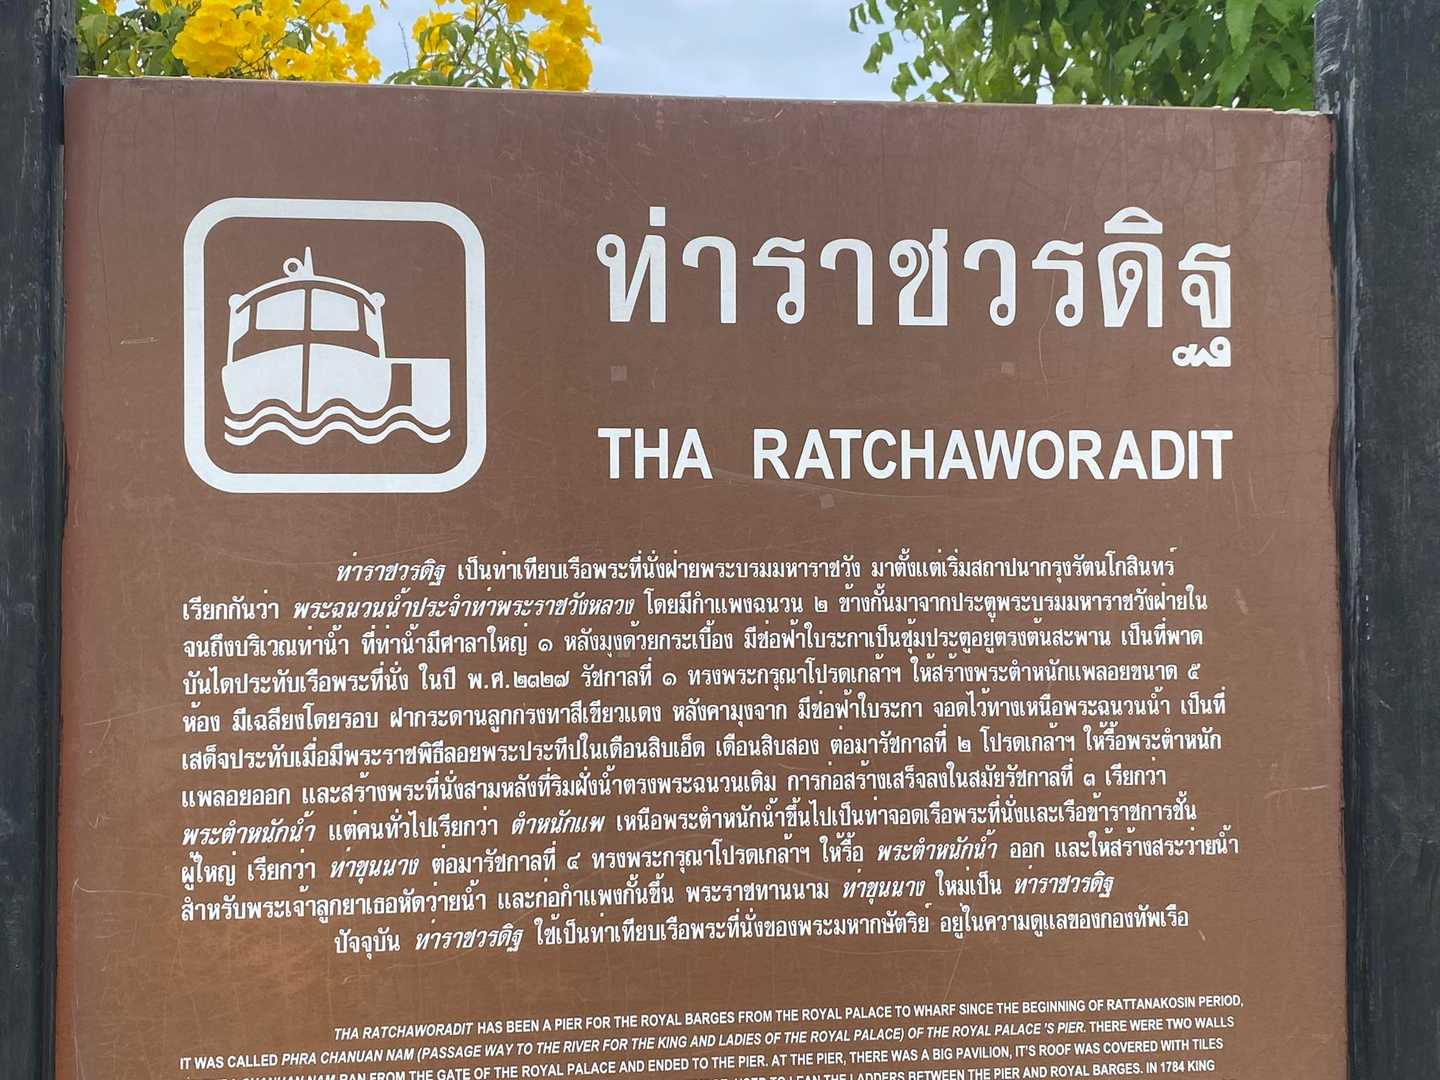 ท่าราชวรดิฐ
THA RATCHAWORADIT
ท่าราชวรดิฐ เป็นท่าเทียบเรือพระที่นั่งฝ่ายพระบรมมหาราชวัง มาตั้งแต่เริ่มสถาปนากรุงรัตนโกสินทร์
เรียกกันว่า พระฉนวนน้ำประจำท่าพระราชวังหลวง โดยมีกำแพงฉนวน ๒ ข้างกั้นมาจากประตูพระบรมมหาราชวังฝ่ายใน
จนถึงบริเวณท่าน้ำ ที่ท่าน้ำมีศาลาใหญ่ ๑ หลังมุงด้วยกระเบื้อง มีช่อฟ้าใบระกาเป็นซุ้มประตูอยู่ตรงต้นสะพาน เป็นที่พาด
บันไดประทับเรือพระที่นั่ง ในปี พ.ศ.๒๓๒๗ รัชกาลที่ ๑ ทรงพระกรุณาโปรดเกล้าฯ ให้สร้างพระตำหนักแพลอยขนาด ๕
ห้อง มีเฉลียงโดยรอบ ฝากระดานลูกกรงทาสีเขียวแดง หลังคามุงจาก มีช่อฟ้าใบระกา จอดไว้ทางเหนือพระฉนวนน้ำ เป็นที่
เสด็จประทับเมื่อมีพระราชพิธีลอยพระประทีปในเดือนสิบเอ็ด เดือนสิบสอง ต่อมารัชกาลที่ ๒ โปรดเกล้าฯ ให้รื้อพระตำหนัก
แพลอยออก และสร้างพระที่นั่งสามหลังที่ริมฝั่งน้ำตรงพระฉนวนเดิม การก่อสร้างเสร็จลงในสมัยรัชกาลที่ ๓ เรียกว่า
พระตำหนักน้ำ แต่คนทั่วไปเรียกว่า ตำหนักแพ เหนือพระตำหนักน้ำขึ้นไปเป็นท่าจอดเรือพระที่นั่งและเรือข้าราชการชั้น
ผู้ใหญ่ เรียกว่า ท่าขุนนาง ต่อมารัชกาลที่ ๔ ทรงพระกรุณาโปรดเกล้าฯ ให้รื้อ พระตำหนักน้ำ ออก และให้สร้างสระว่ายน้ำ
สำหรับพระเจ้าลูกยาเธอหัดว่ายน้ำ และก่อกำแพงกั้นขึ้น พระราชทานนาม ท่าขุนนาง ใหม่เป็น ท่าราชวรดิฐ
ปัจจุบัน ท่าราชวรดิฐ ใช้เป็นท่าเทียบเรือพระที่นั่งของพระมหากษัตริย์ อยู่ในความดูแลของกองทัพเรือ
THA RATCHAWORADIT HAS BEEN A PIER FOR THE ROYAL BARGES FROM THE ROYAL PALACE TO WHARF SINCE THE BEGINNING OF RATTANAKOSIN PERIOD,
IT WAS CALLED PHRA CHANUAN NAM (PASSAGE WAY TO THE RIVER FOR THE KING AND LADIES OF THE ROYAL PALACE) OF THE ROYAL PALACE 'S PIER. THERE WERE TWO WALLS
CHANUAN NAM RAN FROM THE GATE OF THE ROYAL PALACE AND ENDED TO THE PIER. AT THE PIER, THERE WAS A BIG PAVILION, IT'S ROOF WAS COVERED WITH TILES
USED TO LEAN THE LADDERS BETWEEN THE PIER AND ROYAL BARGES. IN 1784 KING